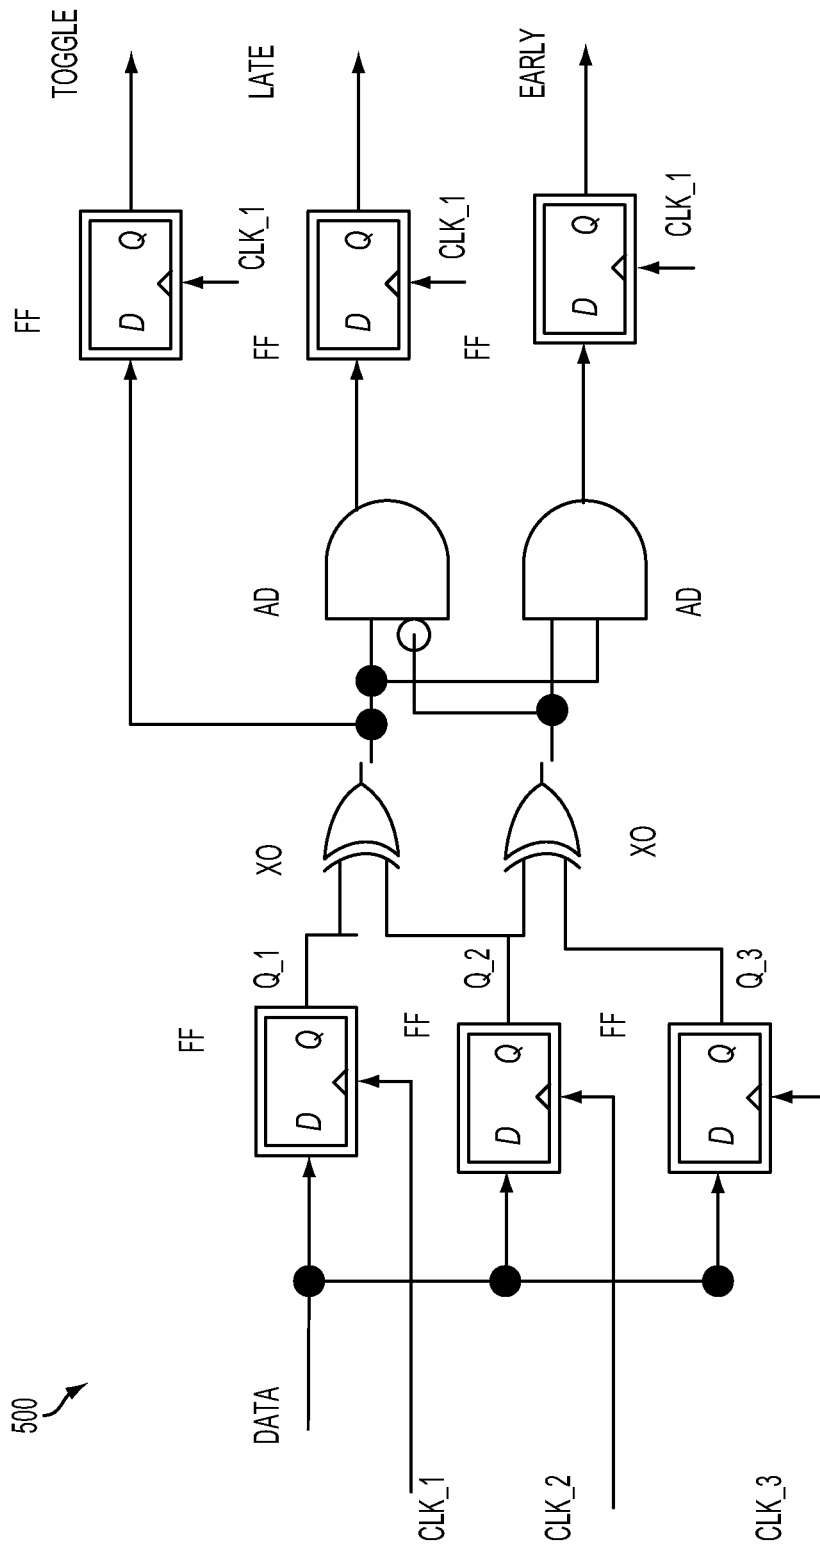 500
DATA
CLK_1
CLK_2
CLK_3
FF
D Q
Q_1
FF
D Q
Q_2
FF
D Q
Q_3
XO
XO
AD
AD
FF
D Q
CLK_1
TOGGLE
FF
D Q
CLK_1
LATE
FF
D Q
CLK_1
EARLY